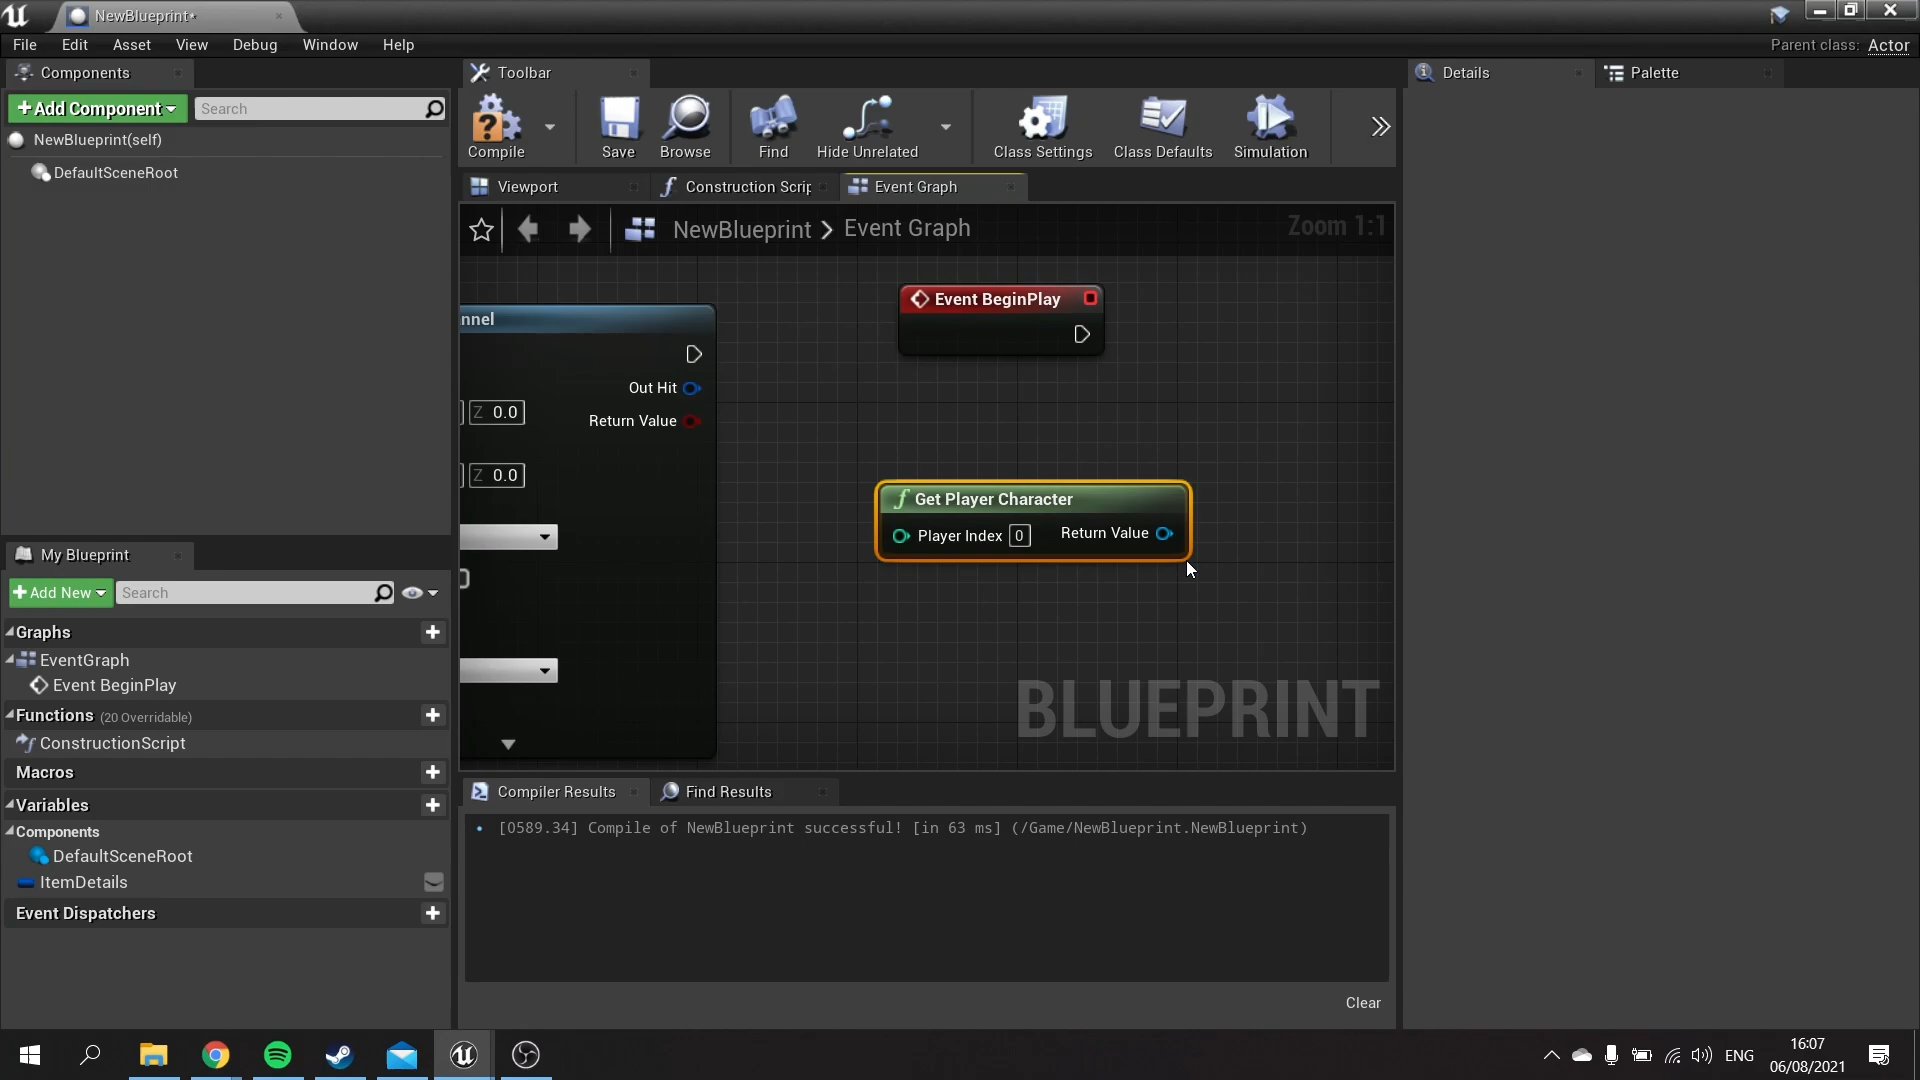 NewBlueprint*
File Edit Asset View Debug Window Help
Parent class: Actor
Components
Add Component
Search
NewBlueprint(self)
DefaultSceneRoot
Toolbar
Compile
Save
Browse
Find
Hide Unrelated
Class Settings
Class Defaults
Simulation
Details
Palette
Viewport
Construction Scrip
Event Graph
NewBlueprint > Event Graph
Zoom 1:1
nnel
Out Hit
Return Value
Z 0.0
Z 0.0
Event BeginPlay
f Get Player Character
Player Index 0
Return Value
BLUEPRINT
My Blueprint
Add New
Search
Graphs
EventGraph
Event BeginPlay
Functions (20 Overridable)
ConstructionScript
Macros
Variables
Components
DefaultSceneRoot
ItemDetails
Event Dispatchers
Compiler Results
Find Results
[0589.34] Compile of NewBlueprint successful! [in 63 ms] (/Game/NewBlueprint.NewBlueprint)
Clear
ENG
16:07
06/08/2021